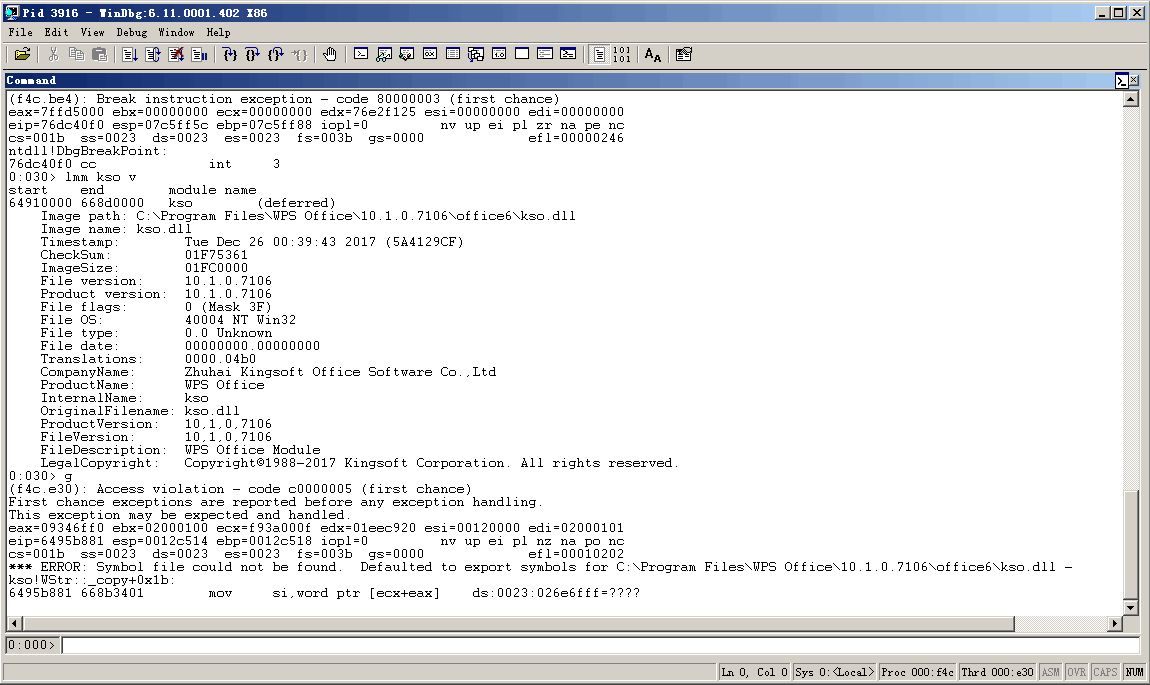 Pid 3916 - WinDbg:6.11.0001.402 X86
File Edit View Debug Window Help
Command
(f4c.be4): Break instruction exception - code 80000003 (first chance)
eax=7ffd5000 ebx=00000000 ecx=00000000 edx=76e2f125 esi=00000000 edi=00000000
eip=76dc40f0 esp=07c5ff5c ebp=07c5ff88 iopl=0         nv up ei pl zr na pe nc
cs=001b  ss=0023  ds=0023  es=0023  fs=003b  gs=0000             efl=00000246
ntdll!DbgBreakPoint:
76dc40f0 cc              int     3
0:030> lmm kso v
start    end        module name
64910000 668d0000   kso        (deferred)
    Image path: C:\Program Files\WPS Office\10.1.0.7106\office6\kso.dll
    Image name: kso.dll
    Timestamp:        Tue Dec 26 00:39:43 2017 (5A4129CF)
    CheckSum:         01F75361
    ImageSize:        01FC0000
    File version:     10.1.0.7106
    Product version:  10.1.0.7106
    File flags:       0 (Mask 3F)
    File OS:          40004 NT Win32
    File type:        0.0 Unknown
    File date:        00000000.00000000
    Translations:     0000.04b0
    CompanyName:      Zhuhai Kingsoft Office Software Co.,Ltd
    ProductName:      WPS Office
    InternalName:     kso
    OriginalFilename: kso.dll
    ProductVersion:   10,1,0,7106
    FileVersion:      10,1,0,7106
    FileDescription:  WPS Office Module
    LegalCopyright:   Copyright©1988-2017 Kingsoft Corporation. All rights reserved.
0:030> g
(f4c.e30): Access violation - code c0000005 (first chance)
First chance exceptions are reported before any exception handling.
This exception may be expected and handled.
eax=09346ff0 ebx=02000100 ecx=f93a000f edx=01eec920 esi=00120000 edi=02000101
eip=6495b881 esp=0012c514 ebp=0012c518 iopl=0         nv up ei pl nz na po nc
cs=001b  ss=0023  ds=0023  es=0023  fs=003b  gs=0000             efl=00010202
*** ERROR: Symbol file could not be found.  Defaulted to export symbols for C:\Program Files\WPS Office\10.1.0.7106\office6\kso.dll -
kso!WStr::_copy+0x1b:
6495b881 668b3401        mov     si,word ptr [ecx+eax]    ds:0023:026e6fff=????
0:000>
Ln 0, Col 0 Sys 0:<Local> Proc 000:f4c Thrd 000:e30 ASM OVR CAPS NUM